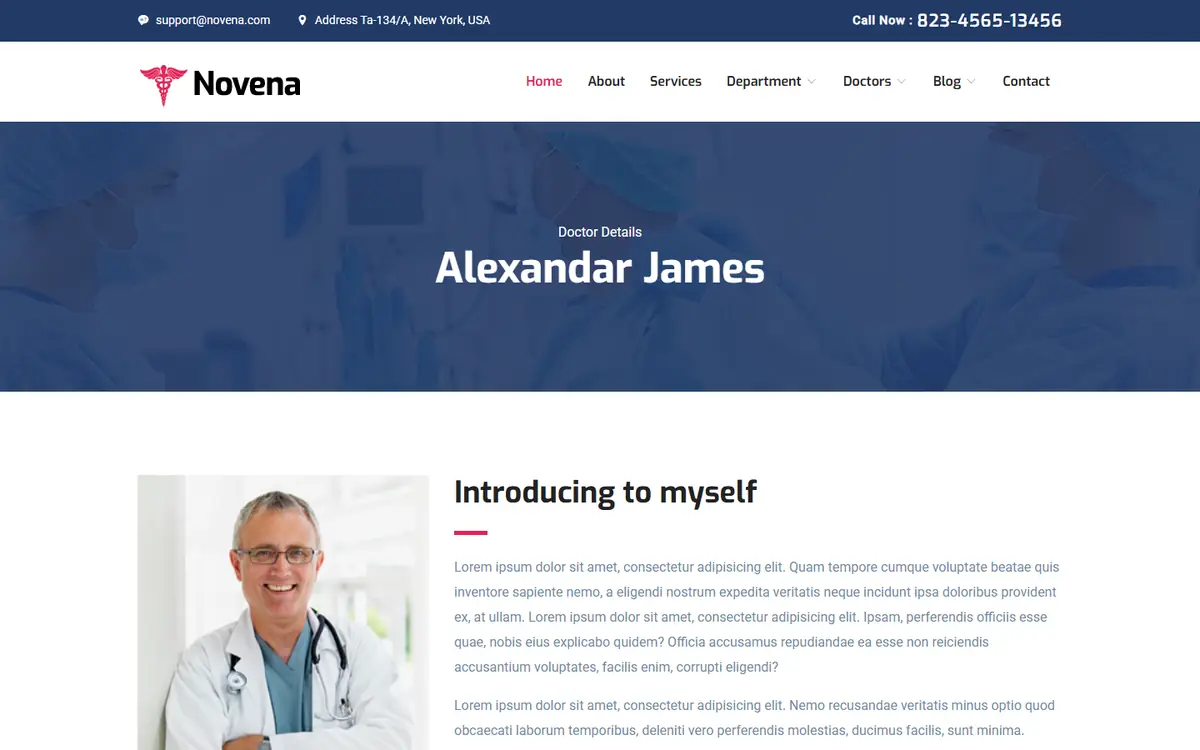 support@novena.com Address Ta-134/A, New York, USA Call Now : 823-4565-13456
Novena Home About Services Department Doctors Blog Contact
Doctor Details
Alexandar James
Introducing to myself
Lorem ipsum dolor sit amet, consectetur adipisicing elit. Quam tempore cumque voluptate beatae quis
inventore sapiente nemo, a eligendi nostrum expedita veritatis neque incidunt ipsa doloribus provident
ex, at ullam. Lorem ipsum dolor sit amet, consectetur adipisicing elit. Ipsam, perferendis officiis esse
quae, nobis eius explicabo quidem? Officia accusamus repudiandae ea esse non reiciendis
accusantium voluptates, facilis enim, corrupti eligendi?
Lorem ipsum dolor sit amet, consectetur adipisicing elit. Nemo recusandae veritatis minus optio quod
obcaecati laborum temporibus, deleniti vero perferendis molestias, ducimus facilis, sunt minima.